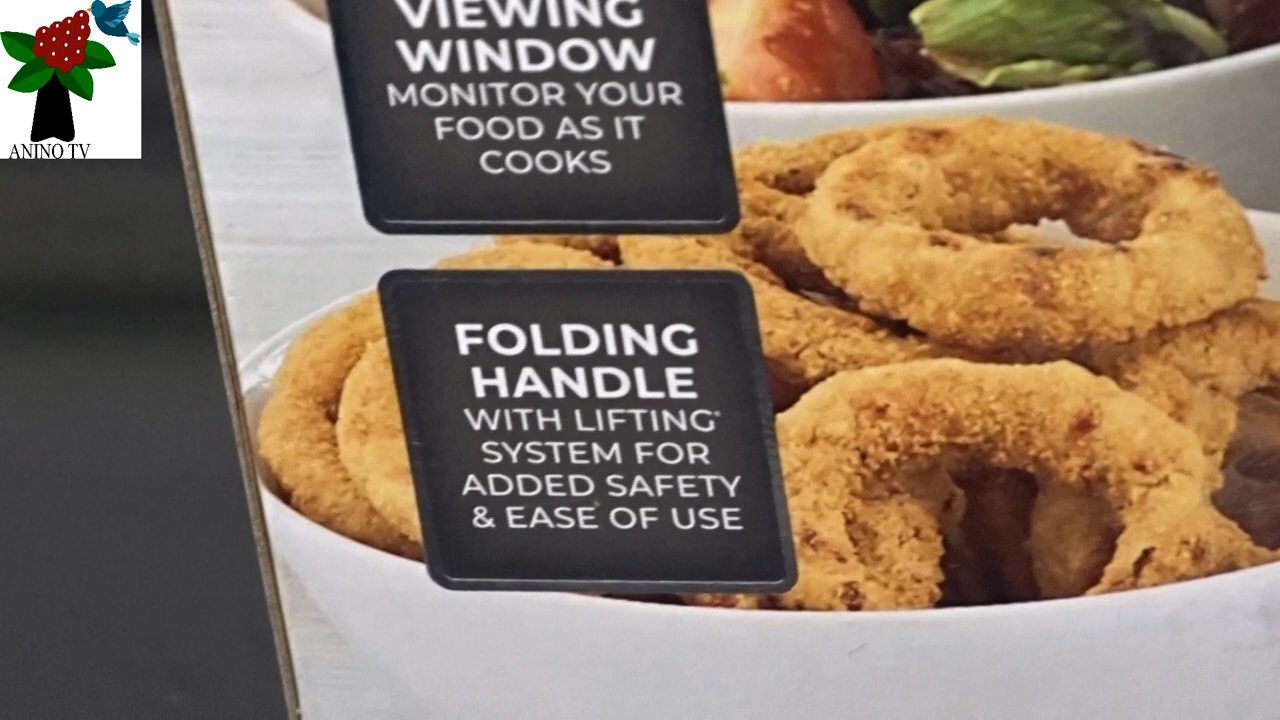 ANINO TV
VIEWING
WINDOW
MONITOR YOUR
FOOD AS IT
COOKS
FOLDING
HANDLE
WITH LIFTING
SYSTEM FOR
ADDED SAFETY
& EASE OF USE